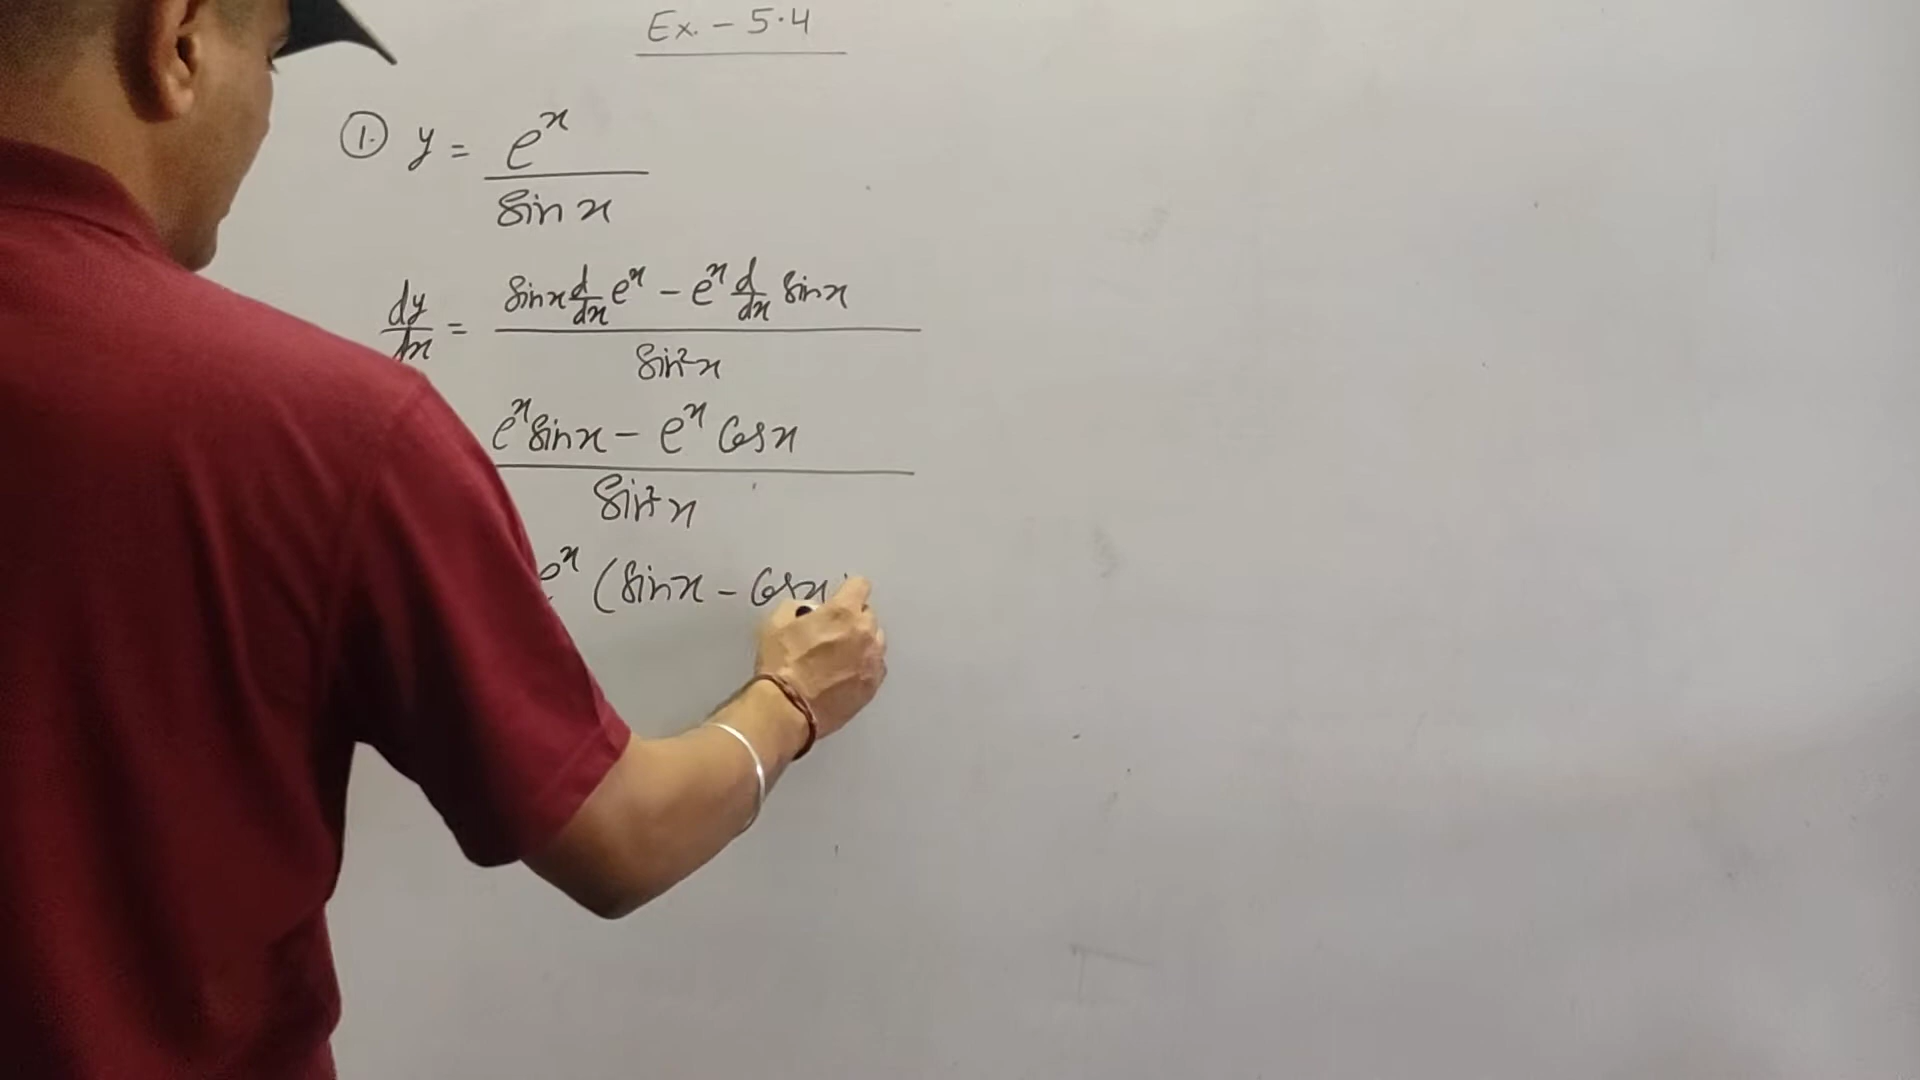 Ex. - 5.4
① y = e^x / sin x
dy/dx = (sinx d/dx e^x - e^x d/dx sinx) / sin²x
(e^x sinx - e^x cosx) / sin²x
e^x (sinx - cosx